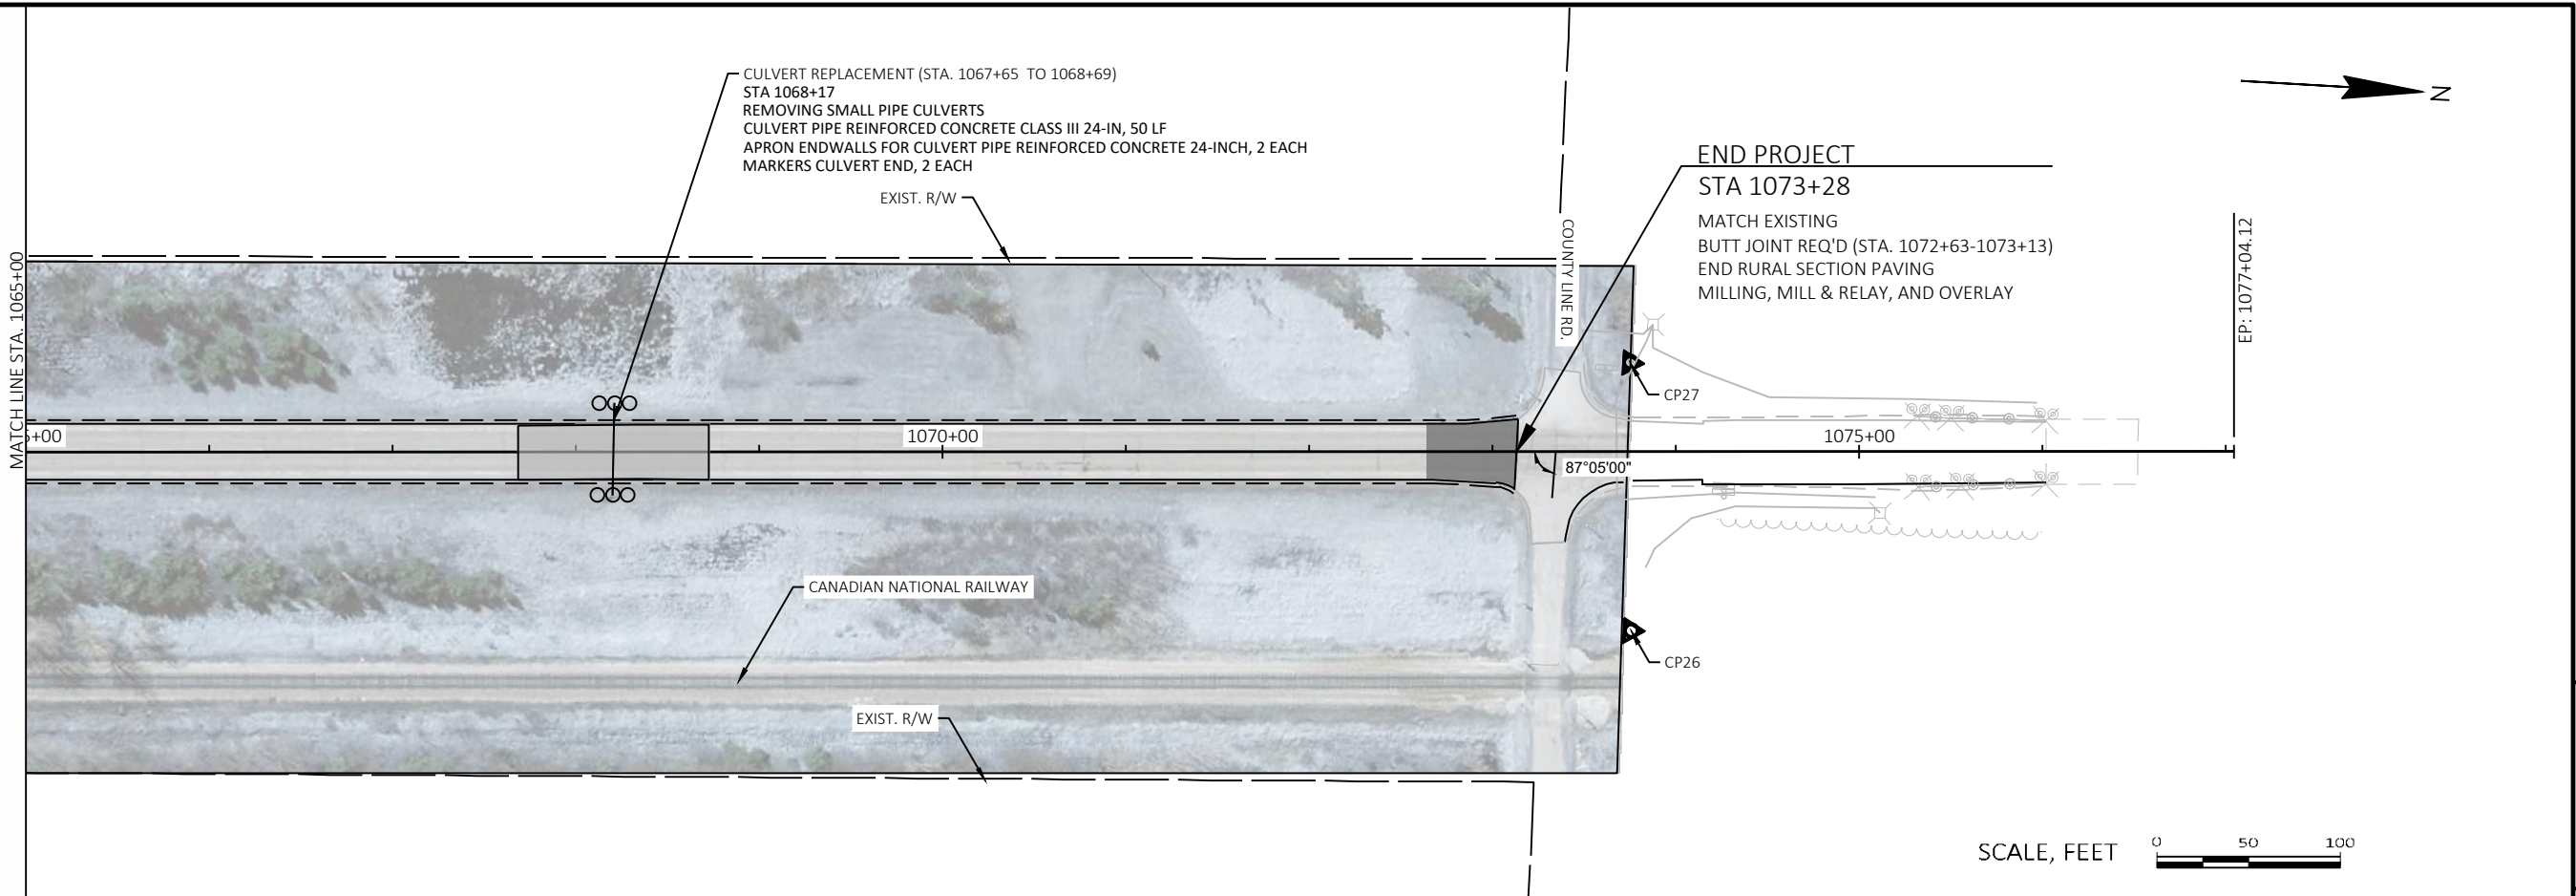 CULVERT REPLACEMENT (STA. 1067+65 TO 1068+69)
STA 1068+17
REMOVING SMALL PIPE CULVERTS
CULVERT PIPE REINFORCED CONCRETE CLASS III 24-IN, 50 LF
APRON ENDWALLS FOR CULVERT PIPE REINFORCED CONCRETE 24-INCH, 2 EACH
MARKERS CULVERT END, 2 EACH
EXIST. R/W
N
END PROJECT
STA 1073+28
MATCH EXISTING
BUTT JOINT REQ'D (STA. 1072+63-1073+13)
END RURAL SECTION PAVING
MILLING, MILL & RELAY, AND OVERLAY
COUNTY LINE RD.
EP: 1077+04.12
MATCH LINE STA. 1065+00
CP27
5+00
1070+00
1075+00
87°05'00"
CANADIAN NATIONAL RAILWAY
CP26
EXIST. R/W
SCALE, FEET
0 50 100